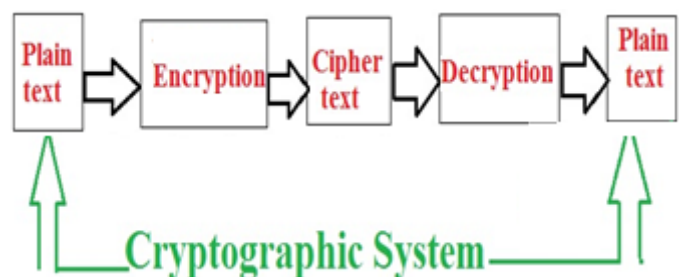 Plain
text
Encryption
Cipher
text
Decryption
Plain
text
Cryptographic System